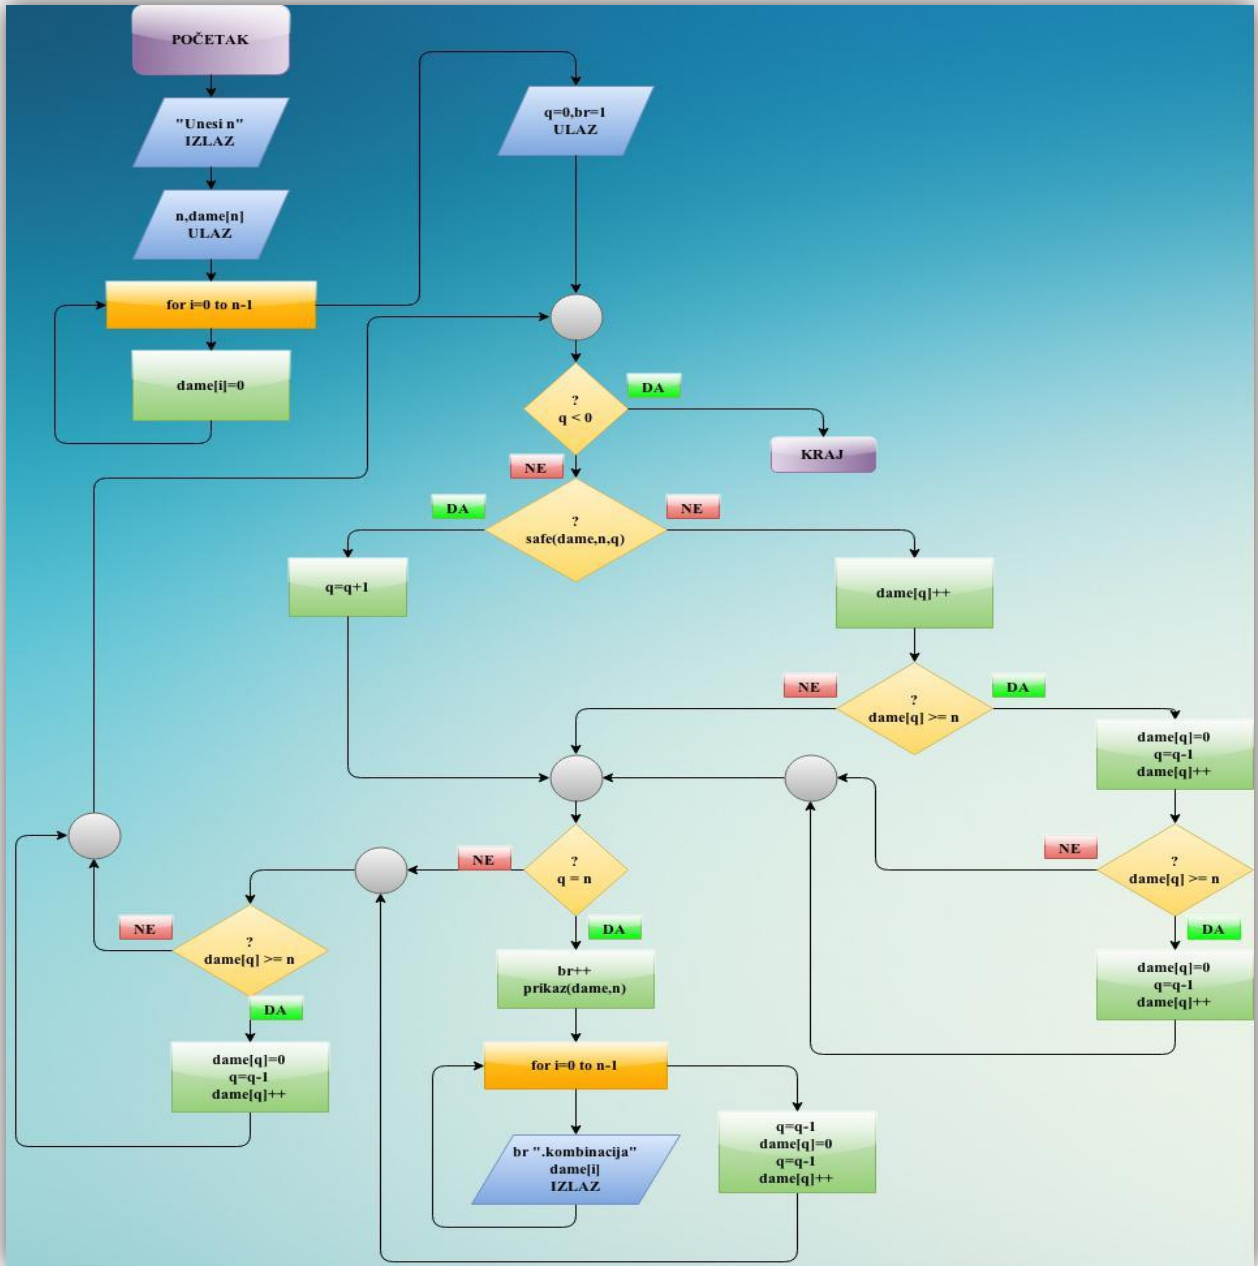 POČETAK
"Unesi n"
IZLAZ
n,dame[n]
ULAZ
for i=0 to n-1
dame[i]=0
q=0,br=1
ULAZ
?
q < 0
DA
KRAJ
NE
?
safe(dame,n,q)
DA
NE
q=q+1
dame[q]++
?
dame[q] >= n
NE
DA
dame[q]=0
q=q-1
dame[q]++
?
dame[q] >= n
NE
DA
dame[q]=0
q=q-1
dame[q]++
?
q = n
NE
DA
?
dame[q] >= n
NE
DA
dame[q]=0
q=q-1
dame[q]++
br++
prikaz(dame,n)
for i=0 to n-1
br ".kombinacija"
dame[i]
IZLAZ
q=q-1
dame[q]=0
q=q-1
dame[q]++